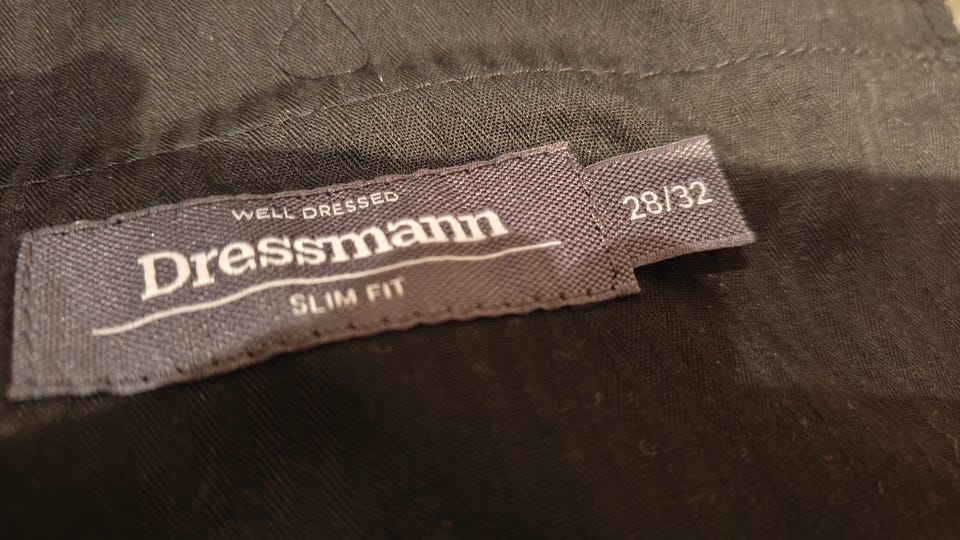 WELL DRESSED
Dressmann
SLIM FIT
28/32